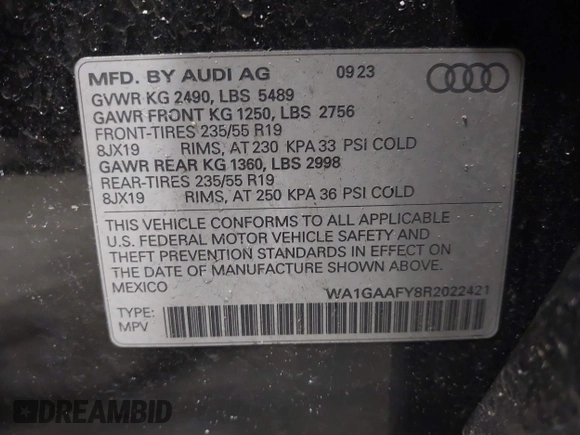 MFD. BY AUDI AG 09 23
GVWR KG 2490, LBS 5489
GAWR FRONT KG 1250, LBS 2756
FRONT-TIRES 235/55 R19
8JX19 RIMS, AT 230 KPA 33 PSI COLD
GAWR REAR KG 1360, LBS 2998
REAR-TIRES 235/55 R19
8JX19 RIMS, AT 250 KPA 36 PSI COLD
THIS VEHICLE CONFORMS TO ALL APPLICABLE
U.S. FEDERAL MOTOR VEHICLE SAFETY AND
THEFT PREVENTION STANDARDS IN EFFECT ON
THE DATE OF MANUFACTURE SHOWN ABOVE
MEXICO WA1GAAFY8R2022421
TYPE:
MPV
DREAMBID